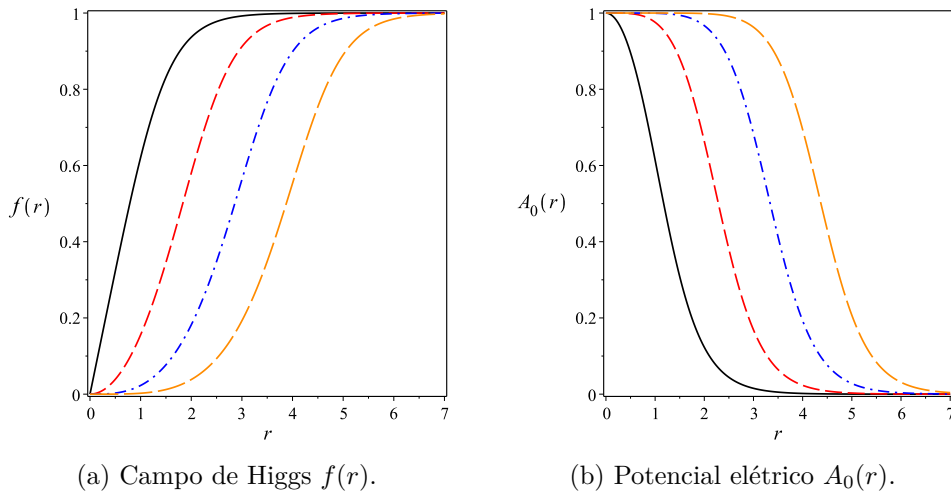 1
0.8
0.6
f(r)
0.4
0.2
0
0 1 2 3 4 5 6 7
r
(a) Campo de Higgs f(r).
1
0.8
0.6
A₀(r)
0.4
0.2
0
0 1 2 3 4 5 6 7
r
(b) Potencial elétrico A₀(r).